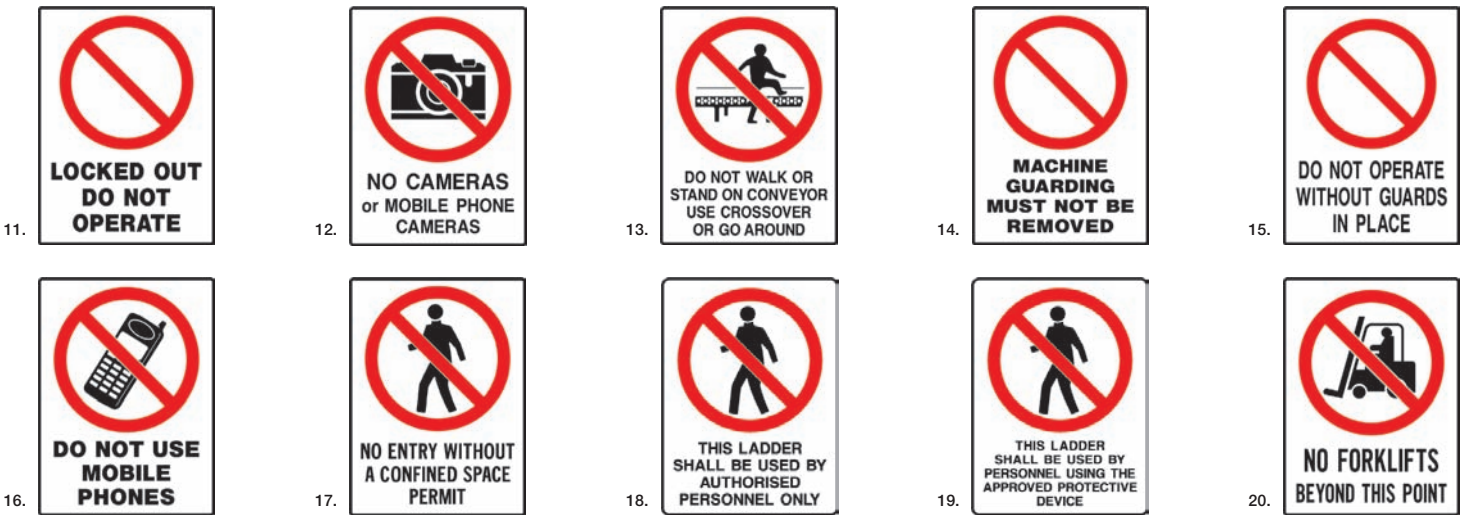 LOCKED OUT
DO NOT
OPERATE
11.
NO CAMERAS
or MOBILE PHONE
CAMERAS
12.
DO NOT WALK OR
STAND ON CONVEYOR
USE CROSSOVER
OR GO AROUND
13.
MACHINE
GUARDING
MUST NOT BE
REMOVED
14.
DO NOT OPERATE
WITHOUT GUARDS
IN PLACE
15.
DO NOT USE
MOBILE
PHONES
16.
NO ENTRY WITHOUT
A CONFINED SPACE
PERMIT
17.
THIS LADDER
SHALL BE USED BY
AUTHORISED
PERSONNEL ONLY
18.
THIS LADDER
SHALL BE USED BY
PERSONNEL USING THE
APPROVED PROTECTIVE
DEVICE
19.
NO FORKLIFTS
BEYOND THIS POINT
20.